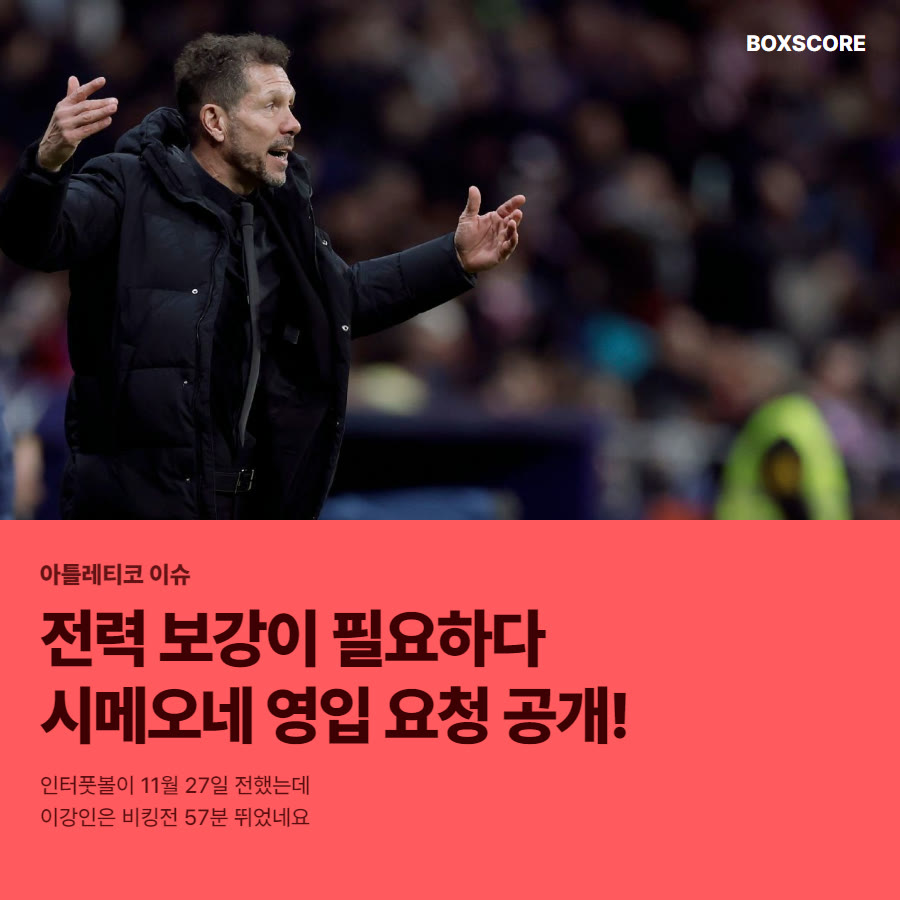 BOXSCORE
아틀레티코 이슈
전력 보강이 필요하다
시메오네 영입 요청 공개!
인터풋볼이 11월 27일 전했는데
이강인은 비킹전 57분 뛰었네요